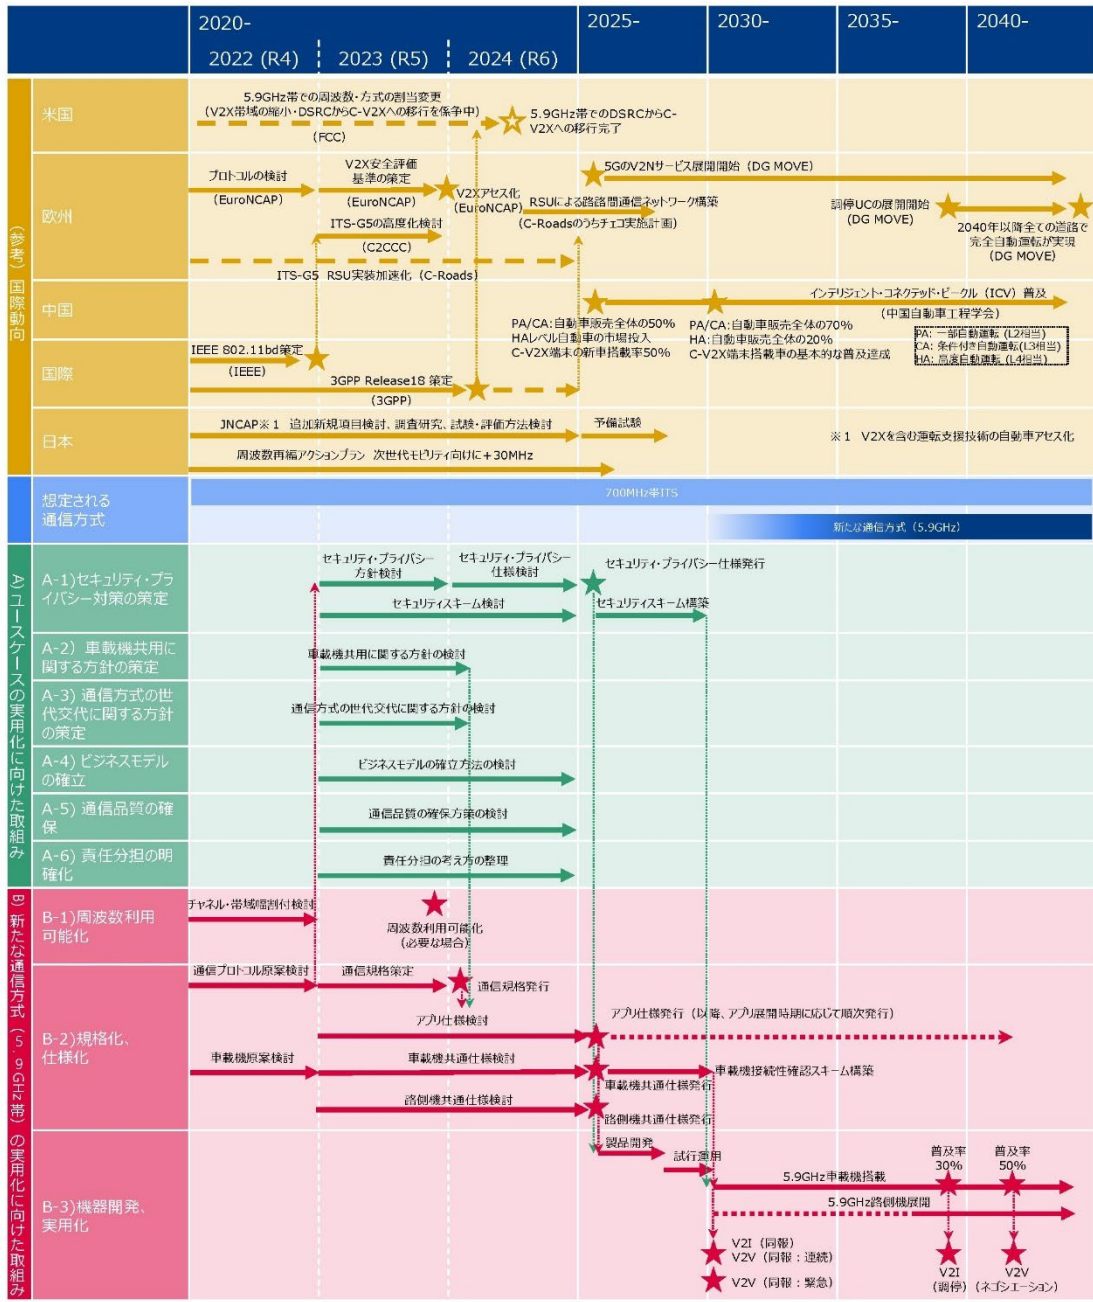 2020-
2025-
2030-
2035-
2040-
2022 (R4)
2023 (R5)
2024 (R6)
(参考) 国際動向
米国
5.9GHz帯での周波数・方式の割当変更
(V2X帯域の縮小・DSRCからC-V2Xへの移行を係争中)
(FCC)
5.9GHz帯でのDSRCからC-
V2Xへの移行完了
欧州
プロトコルの検討
(EuroNCAP)
V2X安全評価
基準の策定
(EuroNCAP)
V2Xアセス化
(EuroNCAP)
ITS-G5の高度化検討
(C2CCC)
ITS-G5 RSU実装加速化 (C-Roads)
5GのV2Nサービス展開開始 (DG MOVE)
RSUによる路路間通信ネットワーク構築
(C-Roadsのうちチェコ実施計画)
調停UCの展開開始
(DG MOVE)
2040年以降全ての道路で
完全自動運転が実現
(DG MOVE)
中国
インテリジェント・コネクテッド・ビークル (ICV) 普及
(中国自動車工程学会)
PA/CA:自動車販売全体の50%
HAレベル自動車の市場投入
C-V2X端末の新車搭載率50%
PA/CA:自動車販売全体の70%
HA:自動車販売全体の20%
C-V2X端末搭載車の基本的な普及達成
PA: 一部自動運転 (L2相当)
CA: 条件付き自動運転(L3相当)
HA: 高度自動運転 (L4相当)
国際
IEEE 802.11bd策定
(IEEE)
3GPP Release18 策定
(3GPP)
日本
JNCAP※1 追加新規項目検討、調査研究、試験・評価方法検討
予備試験
※1 V2Xを含む運転支援技術の自動車アセス化
周波数再編アクションプラン 次世代モビリティ向けに+30MHz
想定される
通信方式
700MHz帯ITS
新たな通信方式 (5.9GHz)
A) ユースケースの実用化に向けた取組み
A-1)セキュリティ・プラ
イバシー対策の策定
セキュリティ・プライバシー
方針検討
セキュリティ・プライバシー
仕様検討
セキュリティ・プライバシー仕様発行
セキュリティスキーム検討
セキュリティスキーム構築
A-2) 車載機共用に
関する方針の策定
車載機共用に関する方針の検討
A-3) 通信方式の世
代交代に関する方針
の策定
通信方式の世代交代に関する方針の検討
A-4) ビジネスモデル
の確立
ビジネスモデルの確立方法の検討
A-5) 通信品質の確
保
通信品質の確保方策の検討
A-6) 責任分担の明
確化
責任分担の考え方の整理
B) 新たな通信方式 (5.9GHz帯) の実用化に向けた取組み
B-1)周波数利用
可能化
チャネル・帯域幅割付検討
周波数利用可能化
(必要な場合)
B-2)規格化、
仕様化
通信プロトコル原案検討
通信規格策定
通信規格発行
アプリ仕様検討
アプリ仕様発行 (以降、アプリ展開時期に応じて順次発行)
車載機原案検討
車載機共通仕様検討
車載機接続性確認スキーム構築
車載機共通仕様発行
路側機共通仕様検討
路側機共通仕様発行
B-3)機器開発、
実用化
製品開発
試行運用
5.9GHz車載機搭載
普及率
30%
普及率
50%
5.9GHz路側機展開
V2I (同報)
V2V (同報：連続)
V2V (同報：緊急)
V2I
(調停)
V2V
(ネゴシエーション)